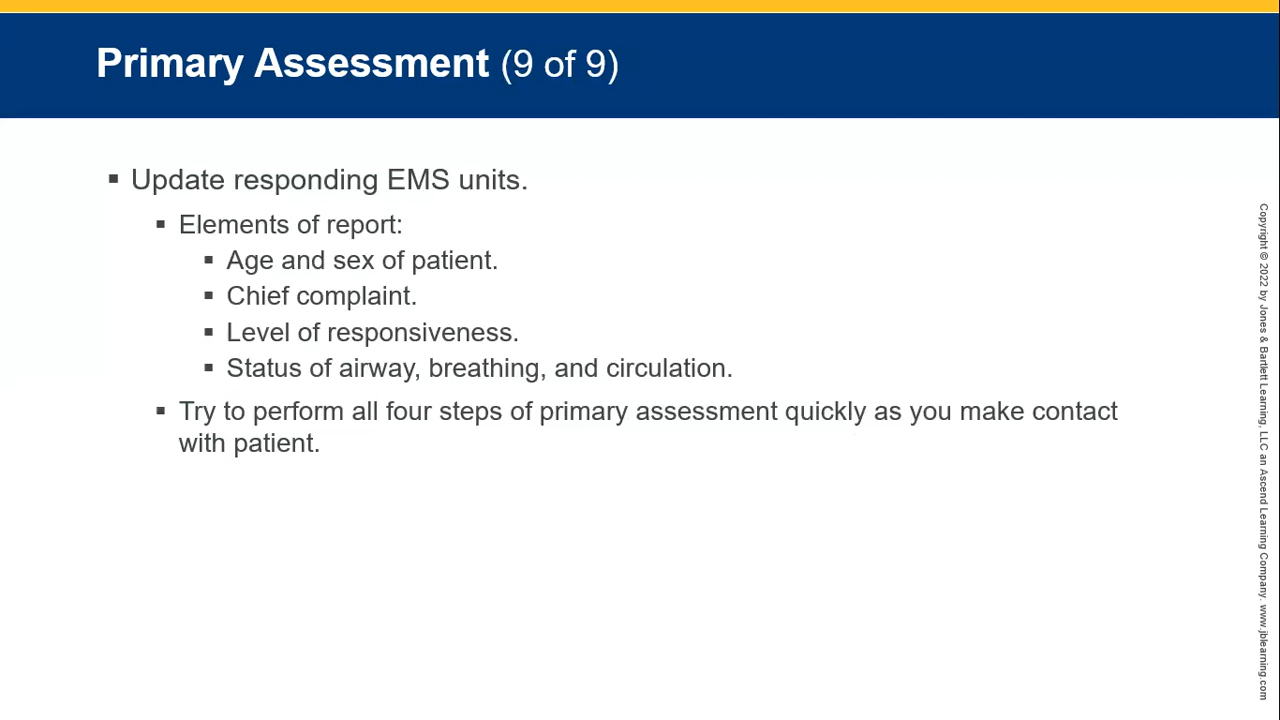 Primary Assessment (9 of 9)
▪ Update responding EMS units.
▪ Elements of report:
▪ Age and sex of patient.
▪ Chief complaint.
▪ Level of responsiveness.
▪ Status of airway, breathing, and circulation.
▪ Try to perform all four steps of primary assessment quickly as you make contact
with patient.
Copyright © 2022 by Jones & Bartlett Learning, LLC an Ascend Learning Company. www.jblearning.com